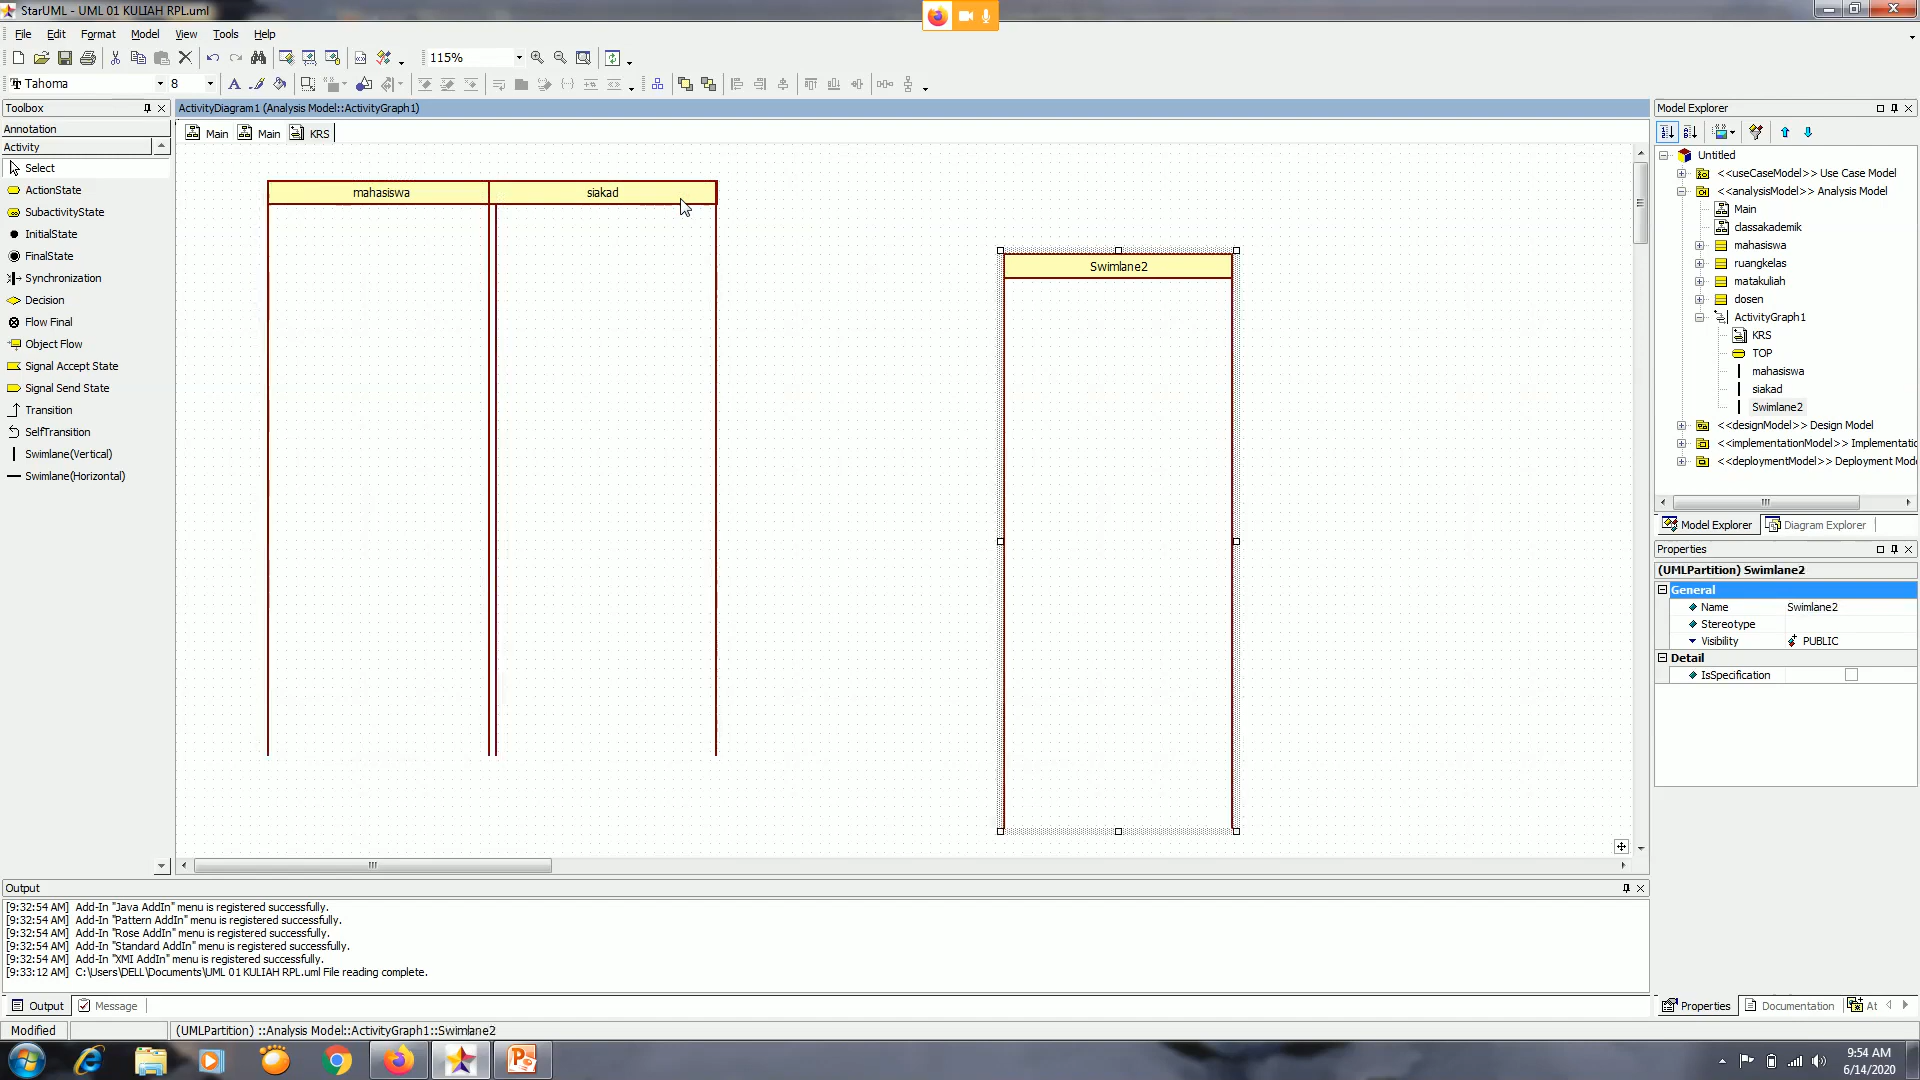 StarUML - UML 01 KULIAH RPL.uml
File Edit Format Model View Tools Help
115%
Tahoma 8
Toolbox
Annotation
Activity
Select
ActionState
SubactivityState
InitialState
FinalState
Synchronization
Decision
Flow Final
Object Flow
Signal Accept State
Signal Send State
Transition
SelfTransition
Swimlane(Vertical)
Swimlane(Horizontal)
ActivityDiagram1 (Analysis Model::ActivityGraph1)
Main Main KRS
mahasiswa siakad
Swimlane2
Model Explorer
Untitled
<<useCaseModel>> Use Case Model
<<analysisModel>> Analysis Model
Main
classakademik
mahasiswa
ruangkelas
matakuliah
dosen
ActivityGraph1
KRS
TOP
mahasiswa
siakad
Swimlane2
<<designModel>> Design Model
<<implementationModel>> Implementatio
<<deploymentModel>> Deployment Mod
Model Explorer Diagram Explorer
Properties
(UMLPartition) Swimlane2
General
Name Swimlane2
Stereotype
Visibility PUBLIC
Detail
IsSpecification
Properties Documentation At
Output
[9:32:54 AM] Add-In "Java AddIn" menu is registered successfully.
[9:32:54 AM] Add-In "Pattern AddIn" menu is registered successfully.
[9:32:54 AM] Add-In "Rose AddIn" menu is registered successfully.
[9:32:54 AM] Add-In "Standard AddIn" menu is registered successfully.
[9:32:54 AM] Add-In "XMI AddIn" menu is registered successfully.
[9:33:12 AM] C:\Users\DELL\Documents\UML 01 KULIAH RPL.uml File reading complete.
Output Message
Modified (UMLPartition) ::Analysis Model::ActivityGraph1::Swimlane2
9:54 AM
6/14/2020